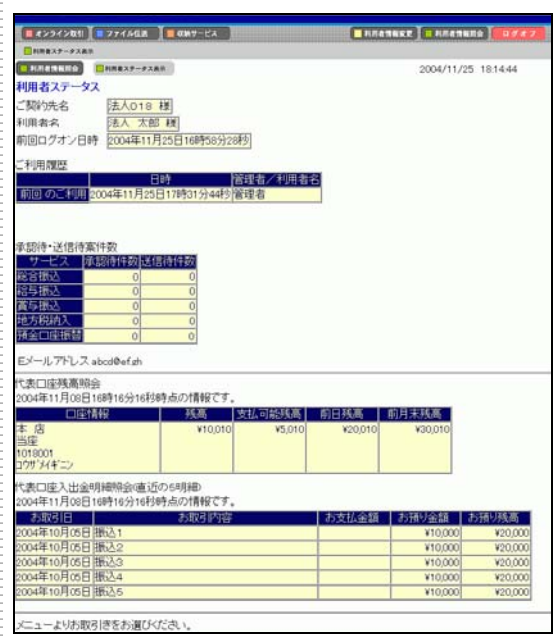 オンライン取引 ファイル伝送 収納サービス 利用者情報変更 利用者情報照会 ログオフ
利用者ステータス表示
利用者情報照会 利用者ステータス表示 2004/11/25 18:14:44
利用者ステータス
ご契約先名 法人018 様
利用者名 法人 太郎 様
前回ログオン日時 2004年11月25日16時58分28秒
ご利用履歴
日時 管理者/利用者名
前回 のご利用 2004年11月25日17時31分44秒 管理者
承認待・送信待案件数
サービス 承認待件数 送信待件数
総合振込 0 0
給与振込 0 0
賞与振込 0 0
地方税納入 0 0
預金口座振替 0 0
Eメールアドレス abcd@ef.gh
代表口座残高照会
2004年11月08日16時16分16秒時点の情報です。
口座情報 残高 支払可能残高 前日残高 前月末残高
本 店 ¥10,010 ¥5,010 ¥20,010 ¥30,010
当座
1018001
コウザメイギニン
代表口座入出金明細照会(直近の5明細)
2004年11月08日16時16分16秒時点の情報です。
お取引日 お取引内容 お支払金額 お預り金額 お預り残高
2004年10月05日 振込1 ¥10,000 ¥20,000
2004年10月05日 振込2 ¥10,000 ¥20,000
2004年10月05日 振込3 ¥10,000 ¥20,000
2004年10月05日 振込4 ¥10,000 ¥20,000
2004年10月05日 振込5 ¥10,000 ¥20,000
メニューよりお取引きをお選びください。